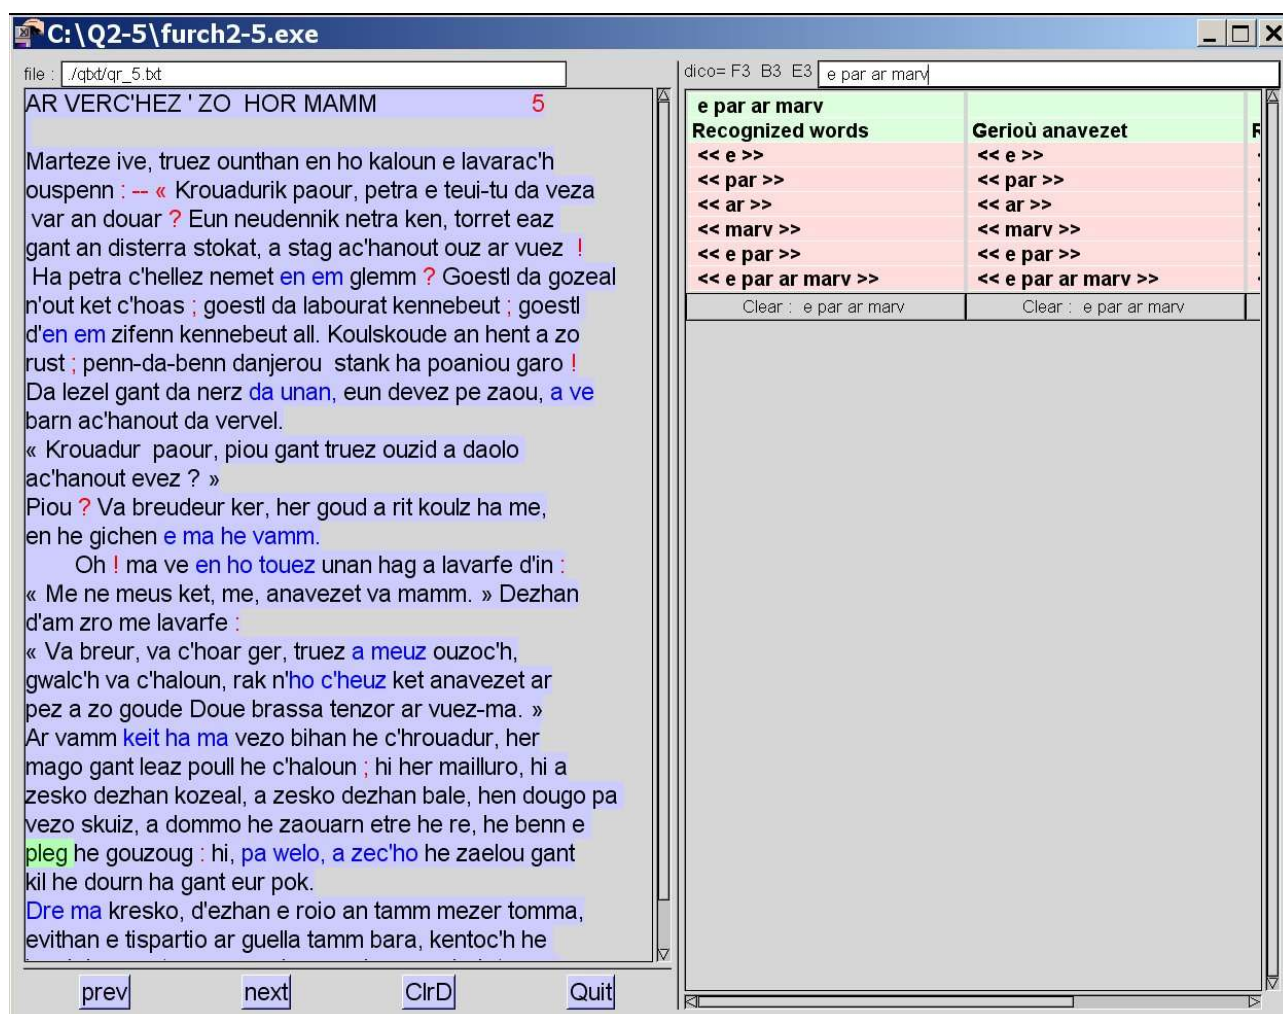 C:\Q2-5\furch2-5.exe
file : ./qbxt/qr_5.txt
AR VERC'HEZ ' ZO HOR MAMM 5
Marteze ive, truez ounthan en ho kaloun e lavarac'h
ouspenn : -- « Krouadurik paour, petra e teui-tu da veza
var an douar ? Eun neudennik netra ken, torret eaz
gant an disterra stokat, a stag ac'hanout ouz ar vuez !
Ha petra c'hellez nemet en em glemm ? Goestl da gozeal
n'out ket c'hoas ; goestl da labourat kennebeut ; goestl
d'en em zifenn kennebeut all. Koulskoude an hent a zo
rust ; penn-da-benn danjerou stank ha poaniou garo !
Da lezel gant da nerz da unan, eun devez pe zaou, a ve
barn ac'hanout da vervel.
« Krouadur paour, piou gant truez ouzid a daolo
ac'hanout evez ? »
Piou ? Va breudeur ker, her goud a rit koulz ha me,
en he gichen e ma he vamm.
Oh ! ma ve en ho touez unan hag a lavarfe d'in :
« Me ne meus ket, me, anavezet va mamm. » Dezhan
d'am zro me lavarfe :
« Va breur, va c'hoar ger, truez a meuz ouzoc'h,
gwalc'h va c'haloun, rak n'ho c'heuz ket anavezet ar
pez a zo goude Doue brassa tenzor ar vuez-ma. »
Ar vamm keit ha ma vezo bihan he c'hrouadur, her
mago gant leaz poull he c'haloun ; hi her mailluro, hi a
zesko dezhan kozeal, a zesko dezhan bale, hen dougo pa
vezo skuiz, a dommo he zaouarn etre he re, he benn e
pleg he gouzoug : hi, pa welo, a zec'ho he zaelou gant
kil he dourn ha gant eur pok.
Dre ma kresko, d'ezhan e roio an tamm mezer tomma,
evithan e tispartio ar guella tamm bara, kentoc'h he
prev next ClrD Quit
dico= F3 B3 E3 e par ar marv
e par ar marv
Recognized words Gerioù anavezet
<< e >> << e >>
<< par >> << par >>
<< ar >> << ar >>
<< marv >> << marv >>
<< e par >> << e par >>
<< e par ar marv >> << e par ar marv >>
Clear : e par ar marv Clear : e par ar marv